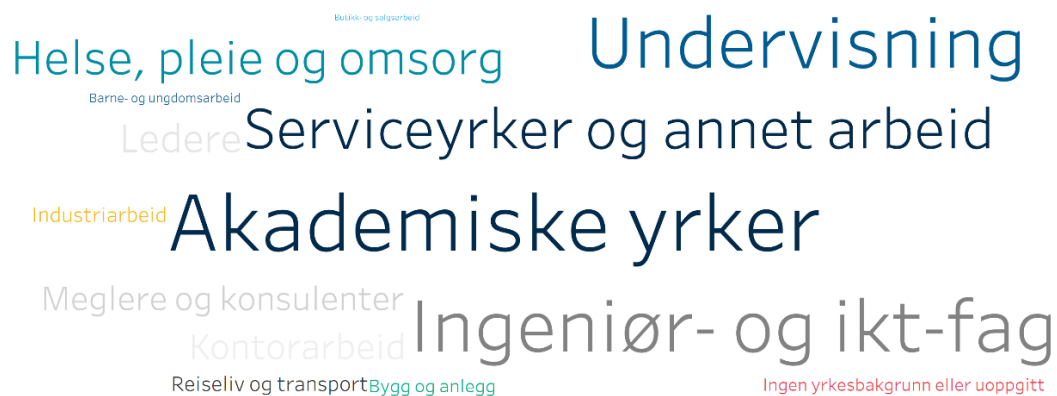 Butikk- og salgsarbeid
Undervisning
Helse, pleie og omsorg
Barne- og ungdomsarbeid
Ledere
Serviceyrker og annet arbeid
Industriarbeid
Akademiske yrker
Meglere og konsulenter
Ingeniør- og ikt-fag
Kontorarbeid
Reiseliv og transport
Bygg og anlegg
Ingen yrkesbakgrunn eller uoppgitt